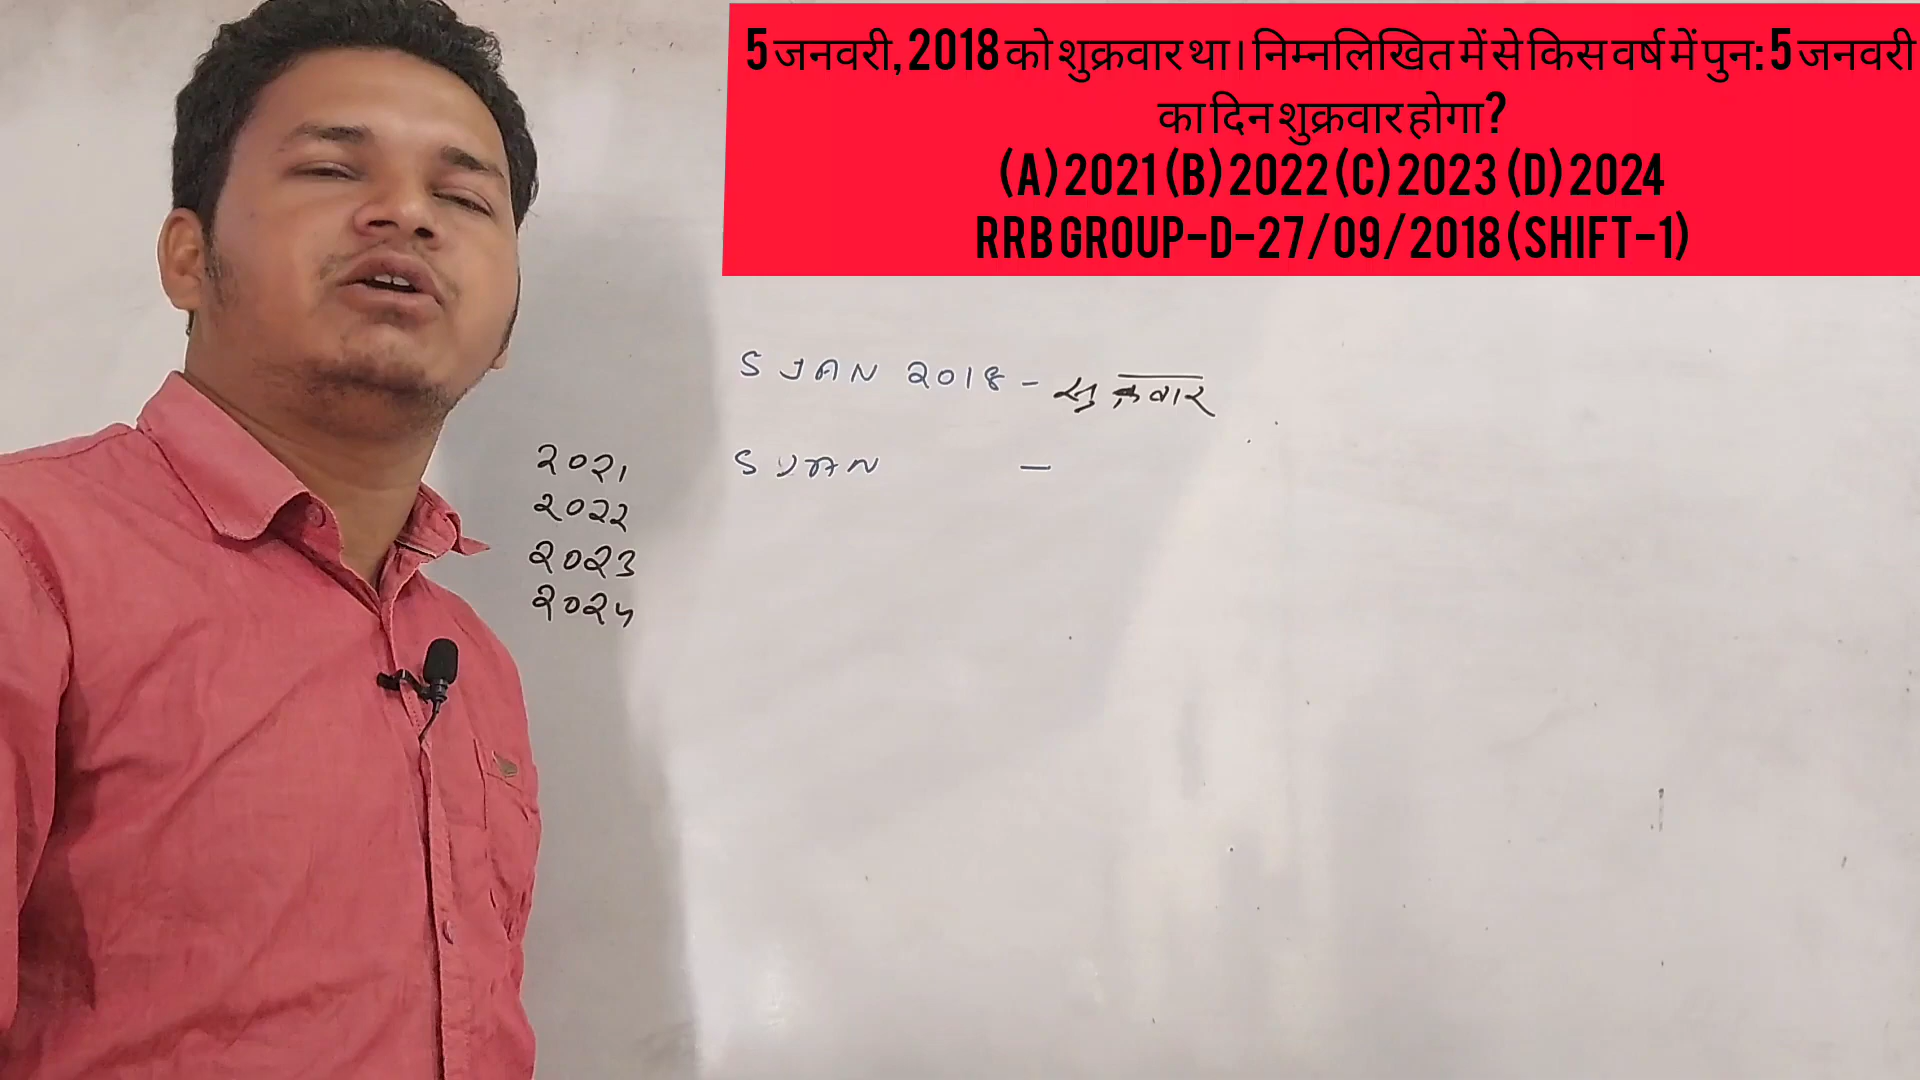 5 जनवरी, 2018 को शुक्रवार था। निम्नलिखित में से किस वर्ष में पुन: 5 जनवरी
का दिन शुक्रवार होगा?
(A) 2021 (B) 2022 (C) 2023 (D) 2024
RRB GROUP-D-27/09/2018 (SHIFT-1)
5 JAN 2018 - शुक्रवार
5 JAN -
2021
2022
2023
2024